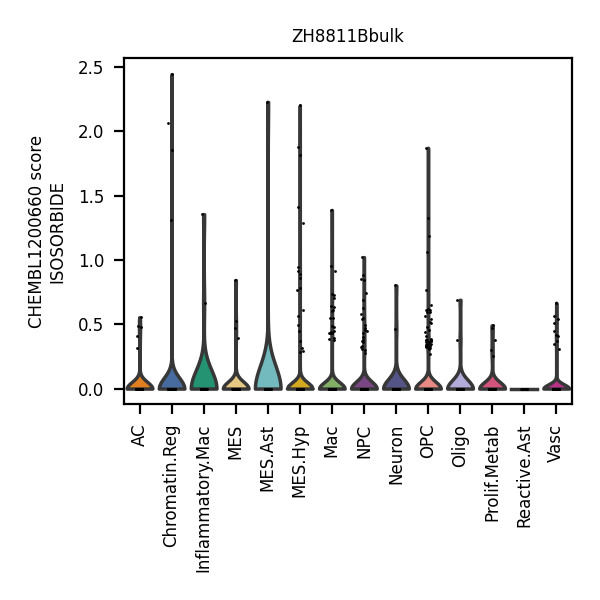 ZH8811Bbulk
CHEMBL1200660 score
ISOSORBIDE
2.5
2.0
1.5
1.0
0.5
0.0
AC
Chromatin.Reg
Inflammatory.Mac
MES
MES.Ast
MES.Hyp
Mac
NPC
Neuron
OPC
Oligo
Prolif.Metab
Reactive.Ast
Vasc